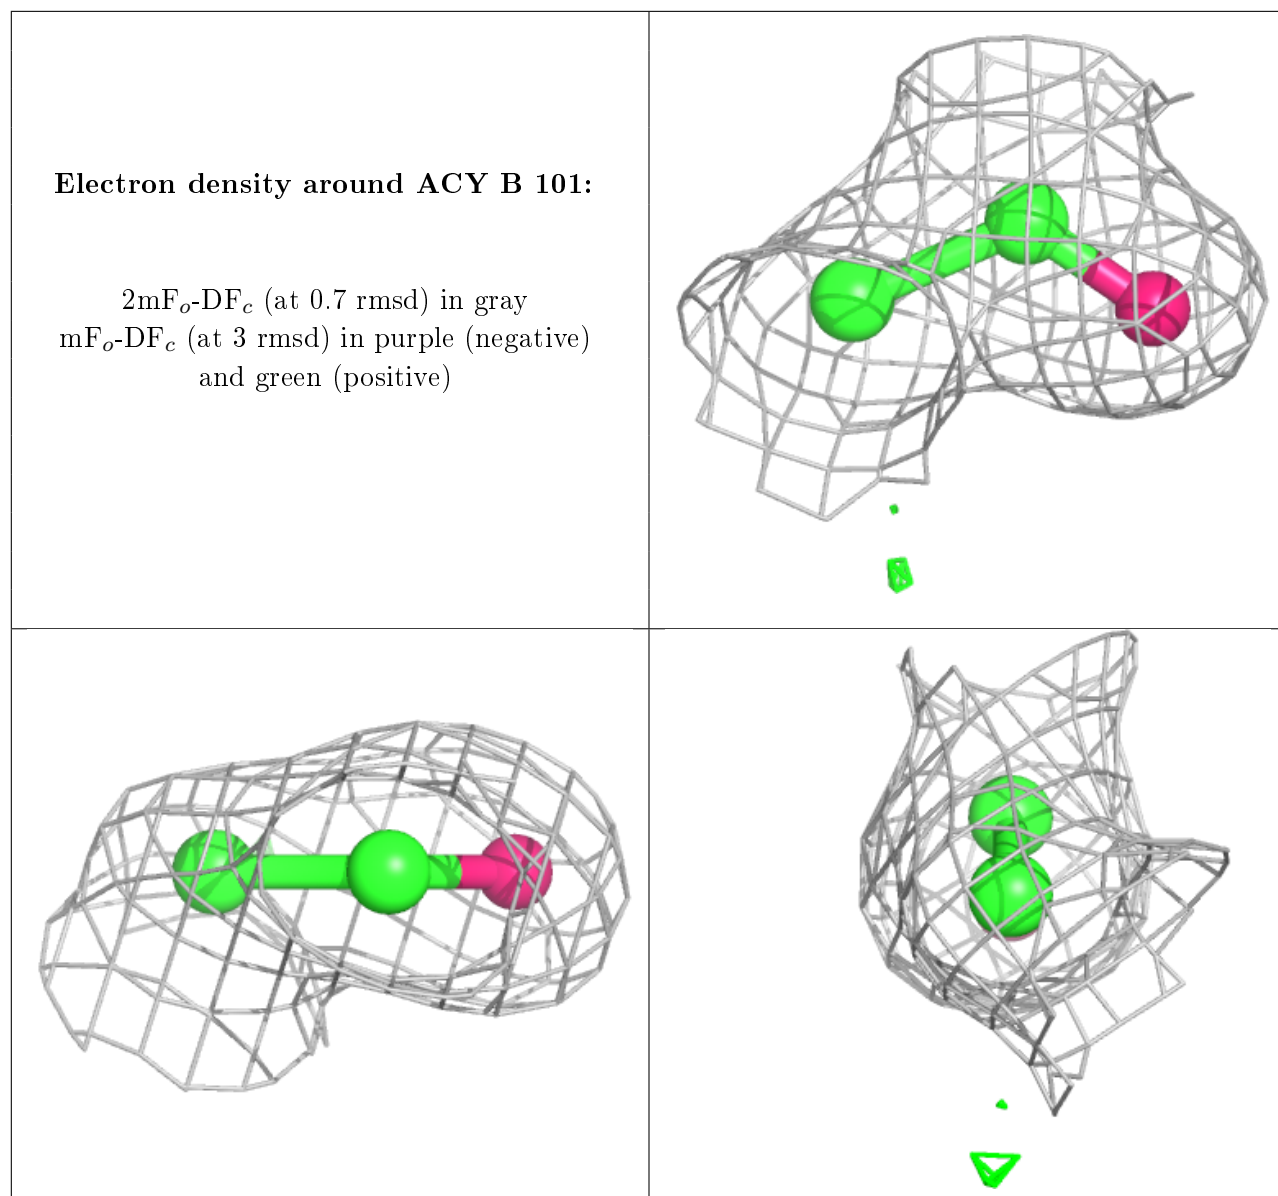 Electron density around ACY B 101:
2mFo-DFc (at 0.7 rmsd) in gray
mFo-DFc (at 3 rmsd) in purple (negative)
and green (positive)